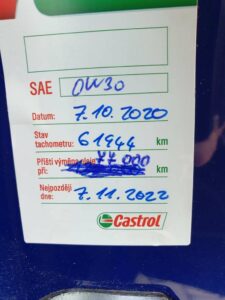 SAE 0W30
Datum: 7.10.2020
Stav
tachometru: 61944 km
Příští výměna oleje
při: km
Nejpozději
dne: 7.11.2022
Castrol